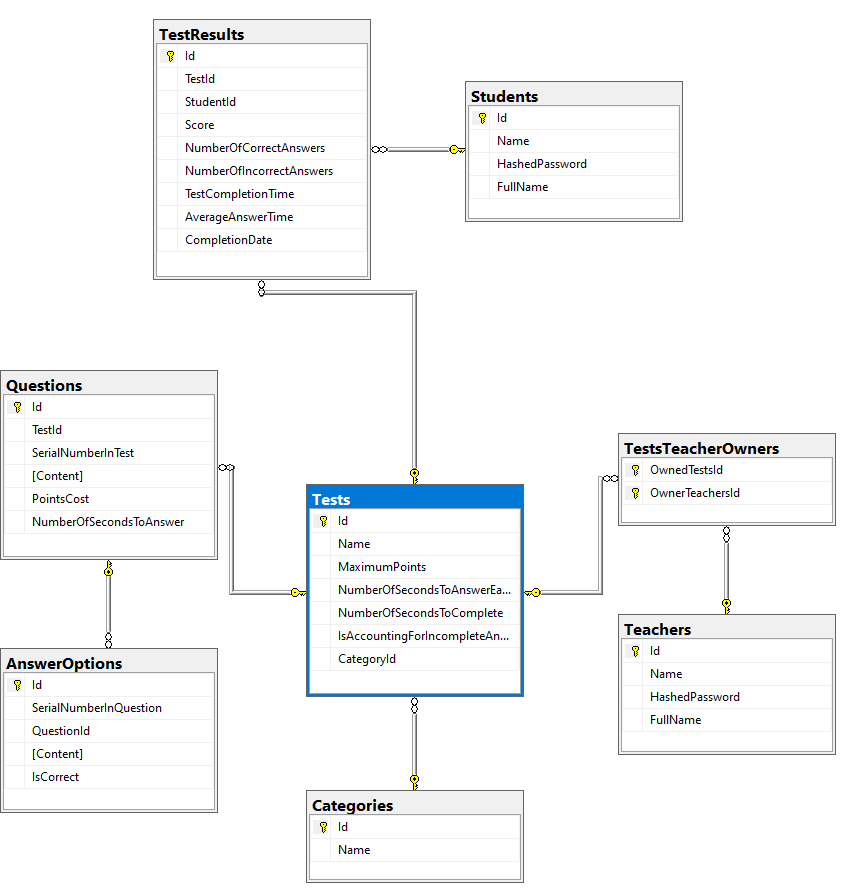 TestResults
Id
TestId
StudentId
Score
NumberOfCorrectAnswers
NumberOfIncorrectAnswers
TestCompletionTime
AverageAnswerTime
CompletionDate
Students
Id
Name
HashedPassword
FullName
Questions
Id
TestId
SerialNumberInTest
[Content]
PointsCost
NumberOfSecondsToAnswer
Tests
Id
Name
MaximumPoints
NumberOfSecondsToAnswerEa...
NumberOfSecondsToComplete
IsAccountingForIncompleteAn...
CategoryId
TestsTeacherOwners
OwnedTestsId
OwnerTeachersId
Teachers
Id
Name
HashedPassword
FullName
AnswerOptions
Id
SerialNumberInQuestion
QuestionId
[Content]
IsCorrect
Categories
Id
Name